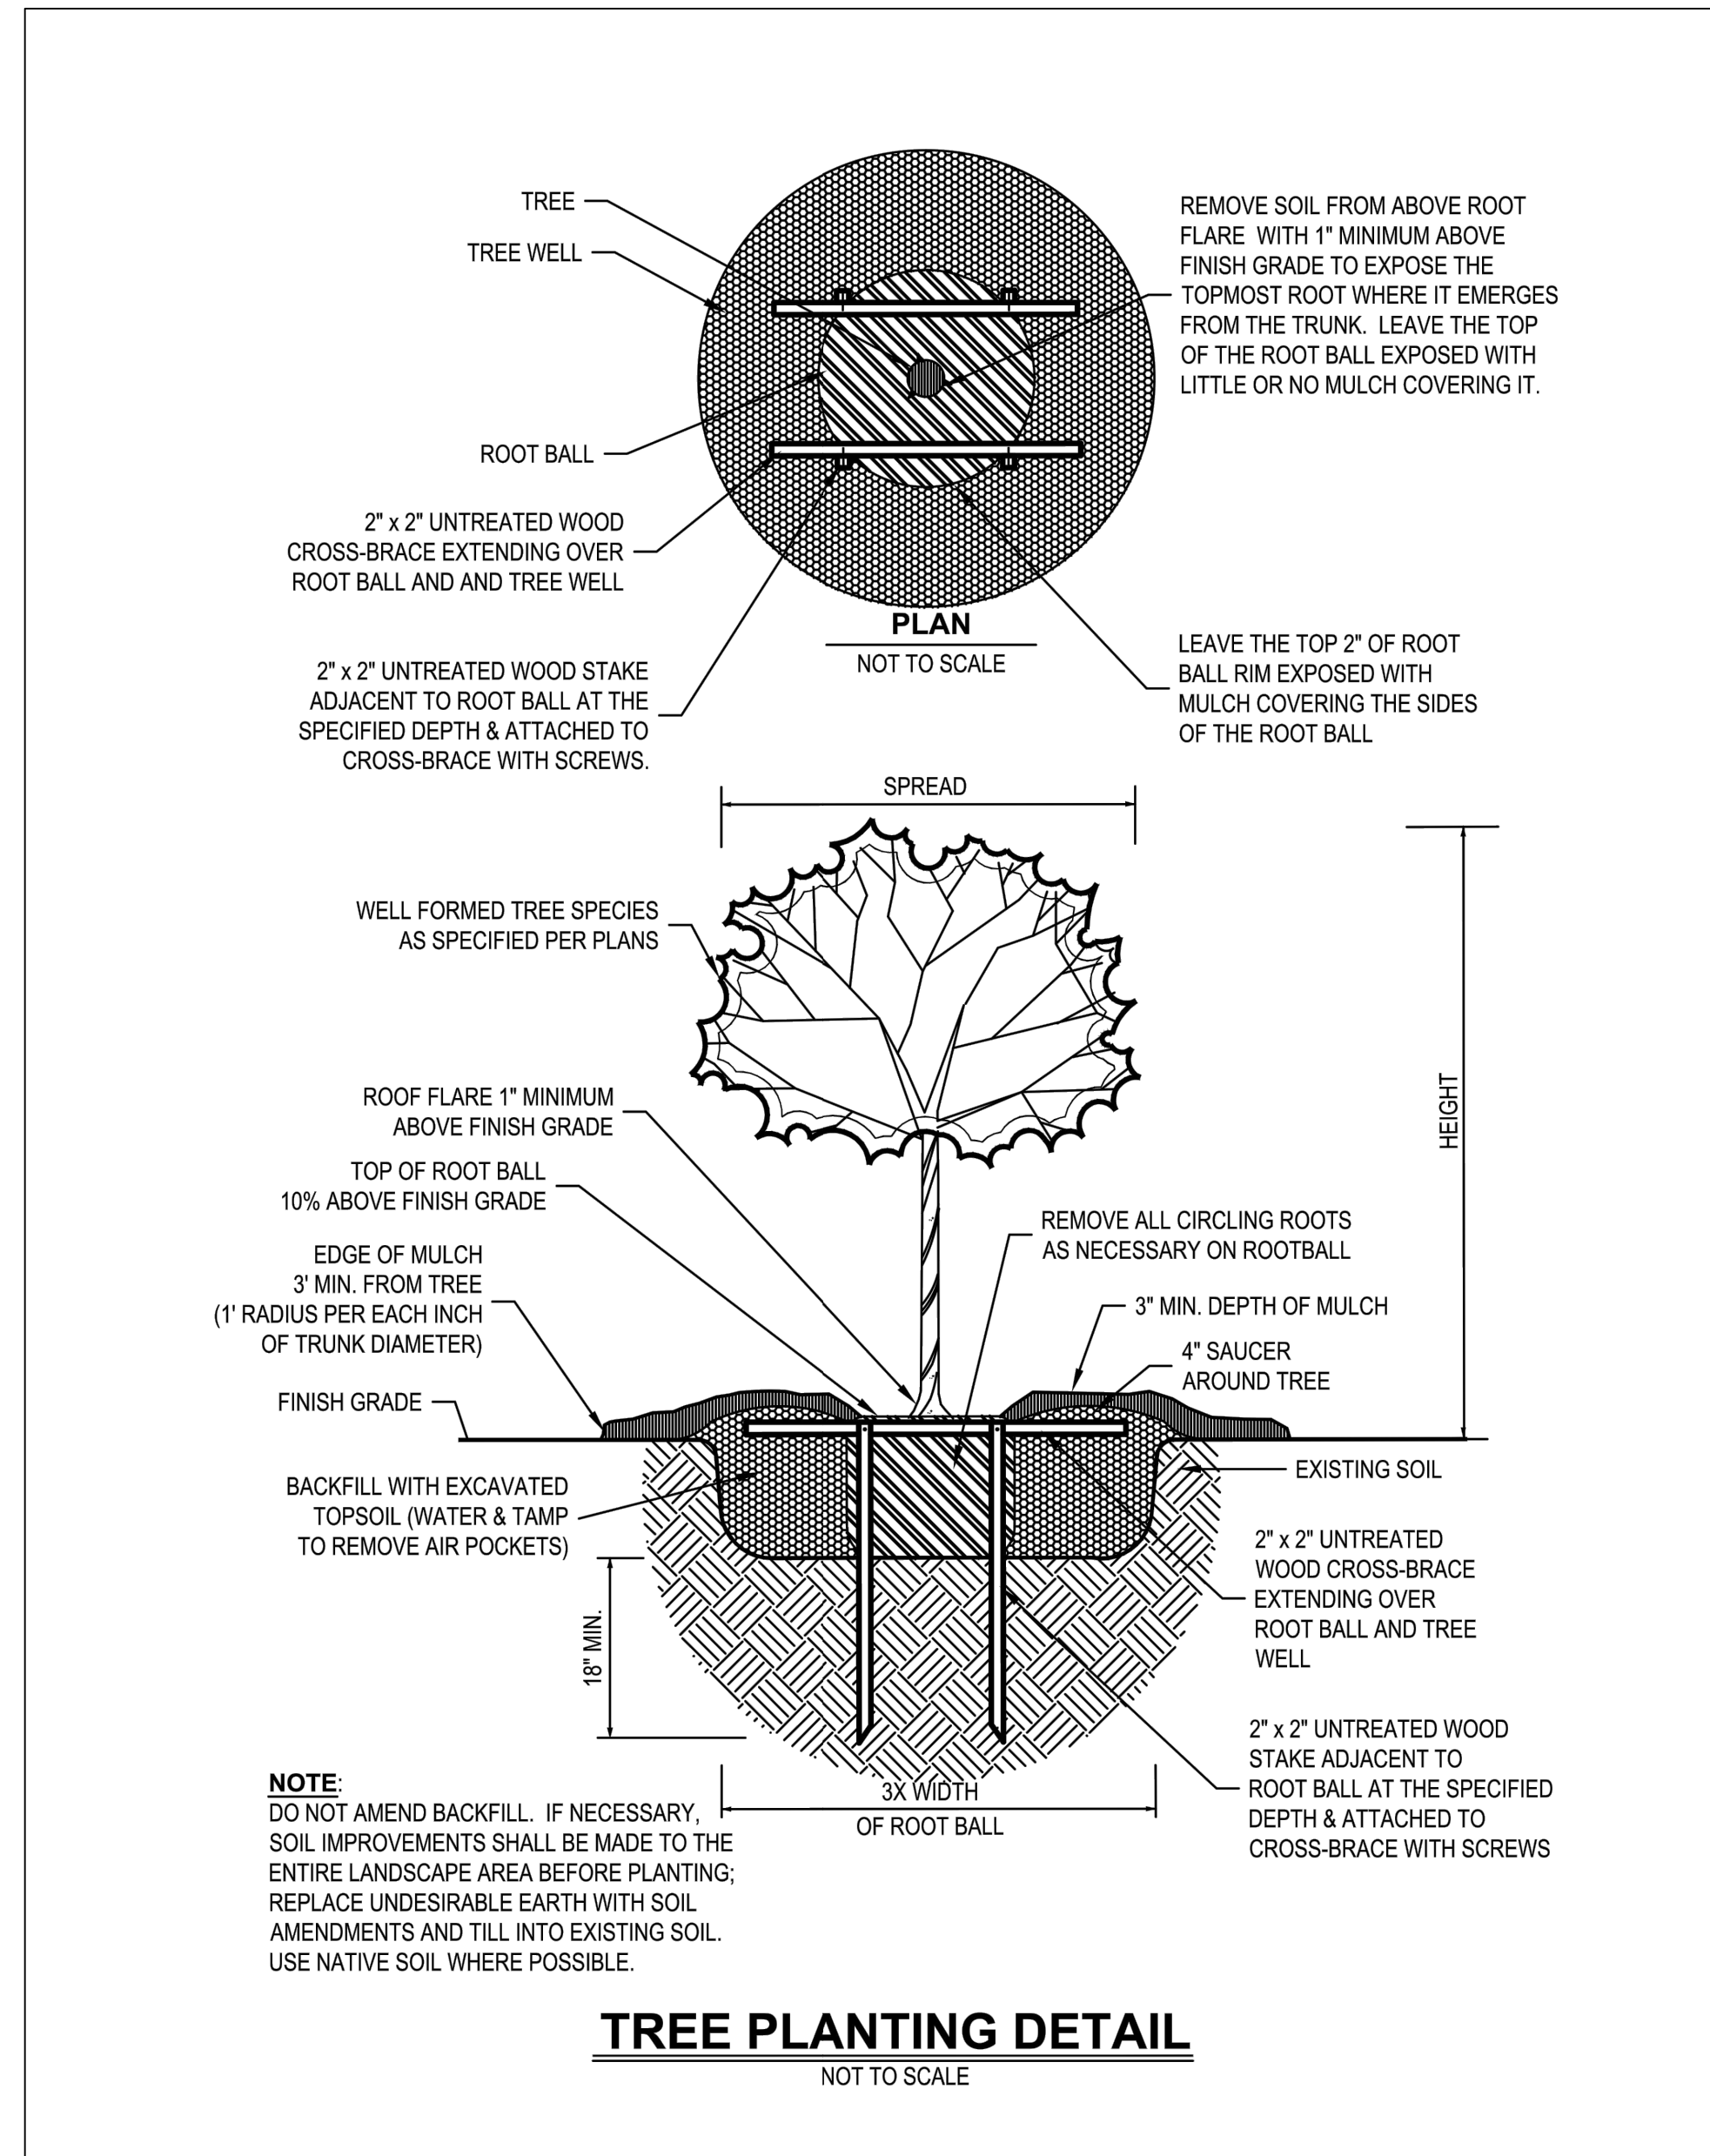 TREE
TREE WELL
ROOT BALL
2" x 2" UNTREATED WOOD
CROSS-BRACE EXTENDING OVER
ROOT BALL AND AND TREE WELL
2" x 2" UNTREATED WOOD STAKE
ADJACENT TO ROOT BALL AT THE
SPECIFIED DEPTH & ATTACHED TO
CROSS-BRACE WITH SCREWS.
REMOVE SOIL FROM ABOVE ROOT
FLARE WITH 1" MINIMUM ABOVE
FINISH GRADE TO EXPOSE THE
TOPMOST ROOT WHERE IT EMERGES
FROM THE TRUNK. LEAVE THE TOP
OF THE ROOT BALL EXPOSED WITH
LITTLE OR NO MULCH COVERING IT.
PLAN
NOT TO SCALE
LEAVE THE TOP 2" OF ROOT
BALL RIM EXPOSED WITH
MULCH COVERING THE SIDES
OF THE ROOT BALL
SPREAD
WELL FORMED TREE SPECIES
AS SPECIFIED PER PLANS
HEIGHT
ROOF FLARE 1" MINIMUM
ABOVE FINISH GRADE
TOP OF ROOT BALL
10% ABOVE FINISH GRADE
EDGE OF MULCH
3' MIN. FROM TREE
(1' RADIUS PER EACH INCH
OF TRUNK DIAMETER)
FINISH GRADE
BACKFILL WITH EXCAVATED
TOPSOIL (WATER & TAMP
TO REMOVE AIR POCKETS)
18" MIN.
REMOVE ALL CIRCLING ROOTS
AS NECESSARY ON ROOTBALL
3" MIN. DEPTH OF MULCH
4" SAUCER
AROUND TREE
EXISTING SOIL
2" x 2" UNTREATED
WOOD CROSS-BRACE
EXTENDING OVER
ROOT BALL AND TREE
WELL
2" x 2" UNTREATED WOOD
STAKE ADJACENT TO
ROOT BALL AT THE SPECIFIED
DEPTH & ATTACHED TO
CROSS-BRACE WITH SCREWS
3X WIDTH
OF ROOT BALL
NOTE:
DO NOT AMEND BACKFILL. IF NECESSARY,
SOIL IMPROVEMENTS SHALL BE MADE TO THE
ENTIRE LANDSCAPE AREA BEFORE PLANTING;
REPLACE UNDESIRABLE EARTH WITH SOIL
AMENDMENTS AND TILL INTO EXISTING SOIL.
USE NATIVE SOIL WHERE POSSIBLE.
TREE PLANTING DETAIL
NOT TO SCALE